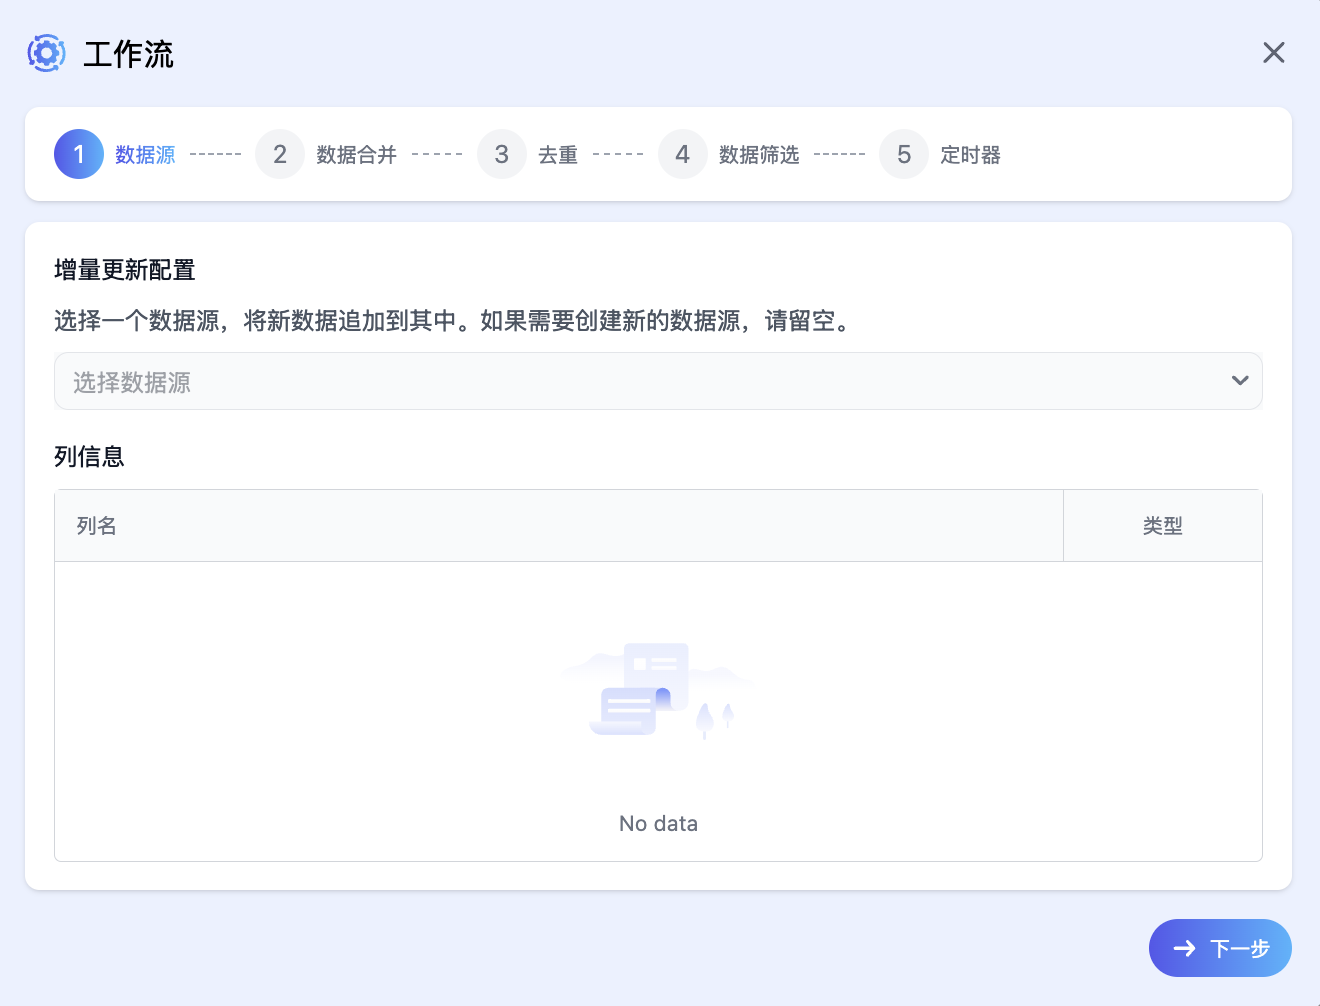 工作流
1 数据源 2 数据合并 3 去重 4 数据筛选 5 定时器
增量更新配置
选择一个数据源，将新数据追加到其中。如果需要创建新的数据源，请留空。
选择数据源
列信息
列名 类型
No data
下一步